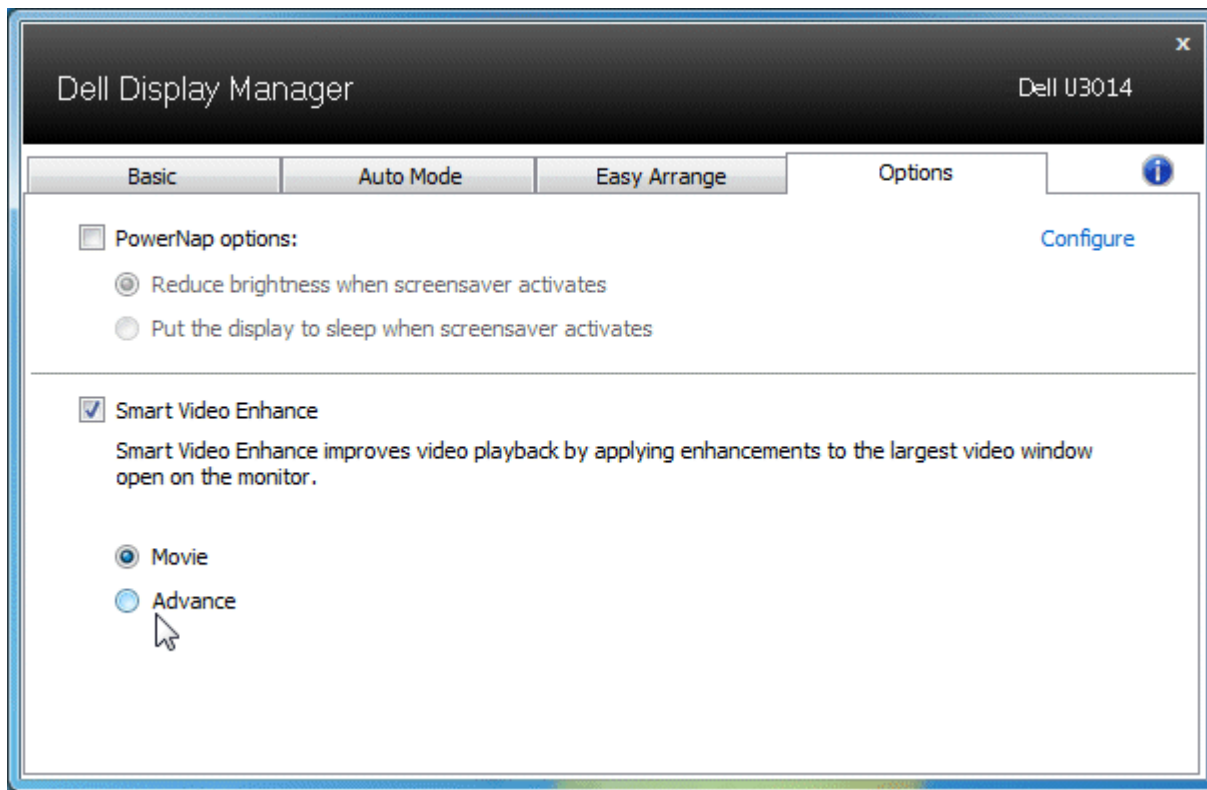 x
Dell Display Manager
Dell U3014
Basic
Auto Mode
Easy Arrange
Options
i
PowerNap options:
Configure
Reduce brightness when screensaver activates
Put the display to sleep when screensaver activates
Smart Video Enhance
Smart Video Enhance improves video playback by applying enhancements to the largest video window
open on the monitor.
Movie
Advance